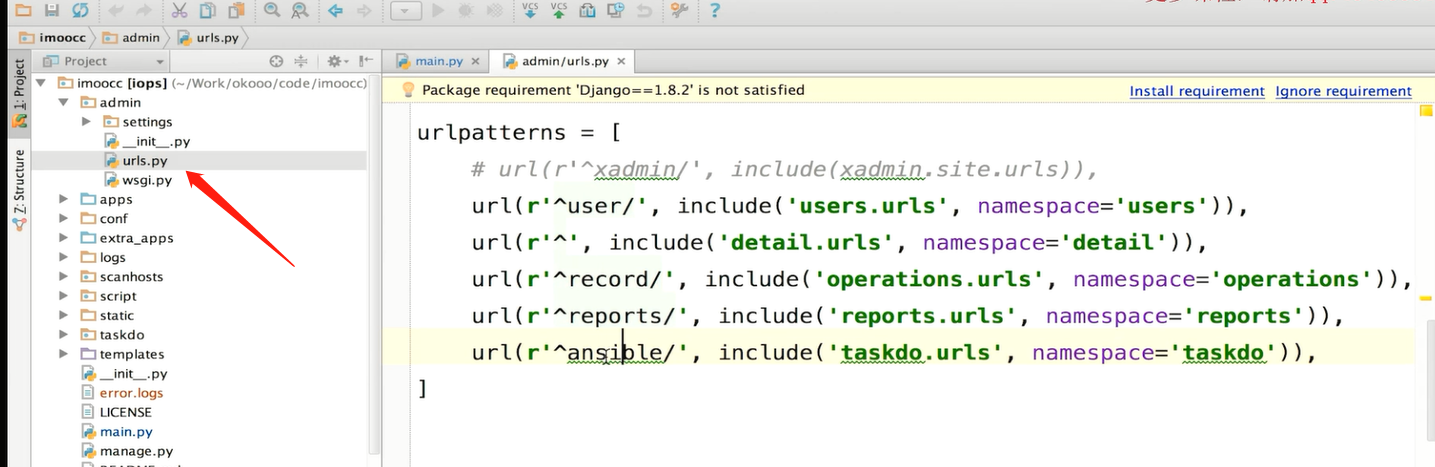 VCS VCS
imoocc admin urls.py
1: Project
Z: Structure
Project
imoocc [iops] (~/Work/okooo/code/imoocc)
admin
settings
__init__.py
urls.py
wsgi.py
apps
conf
extra_apps
logs
scanhosts
script
static
taskdo
templates
__init__.py
error.logs
LICENSE
main.py
manage.py
main.py admin/urls.py
Package requirement 'Django==1.8.2' is not satisfied Install requirement Ignore requirement
urlpatterns = [
# url(r'^xadmin/', include(xadmin.site.urls)),
url(r'^user/', include('users.urls', namespace='users')),
url(r'^', include('detail.urls', namespace='detail')),
url(r'^record/', include('operations.urls', namespace='operations')),
url(r'^reports/', include('reports.urls', namespace='reports')),
url(r'^ansible/', include('taskdo.urls', namespace='taskdo')),
]